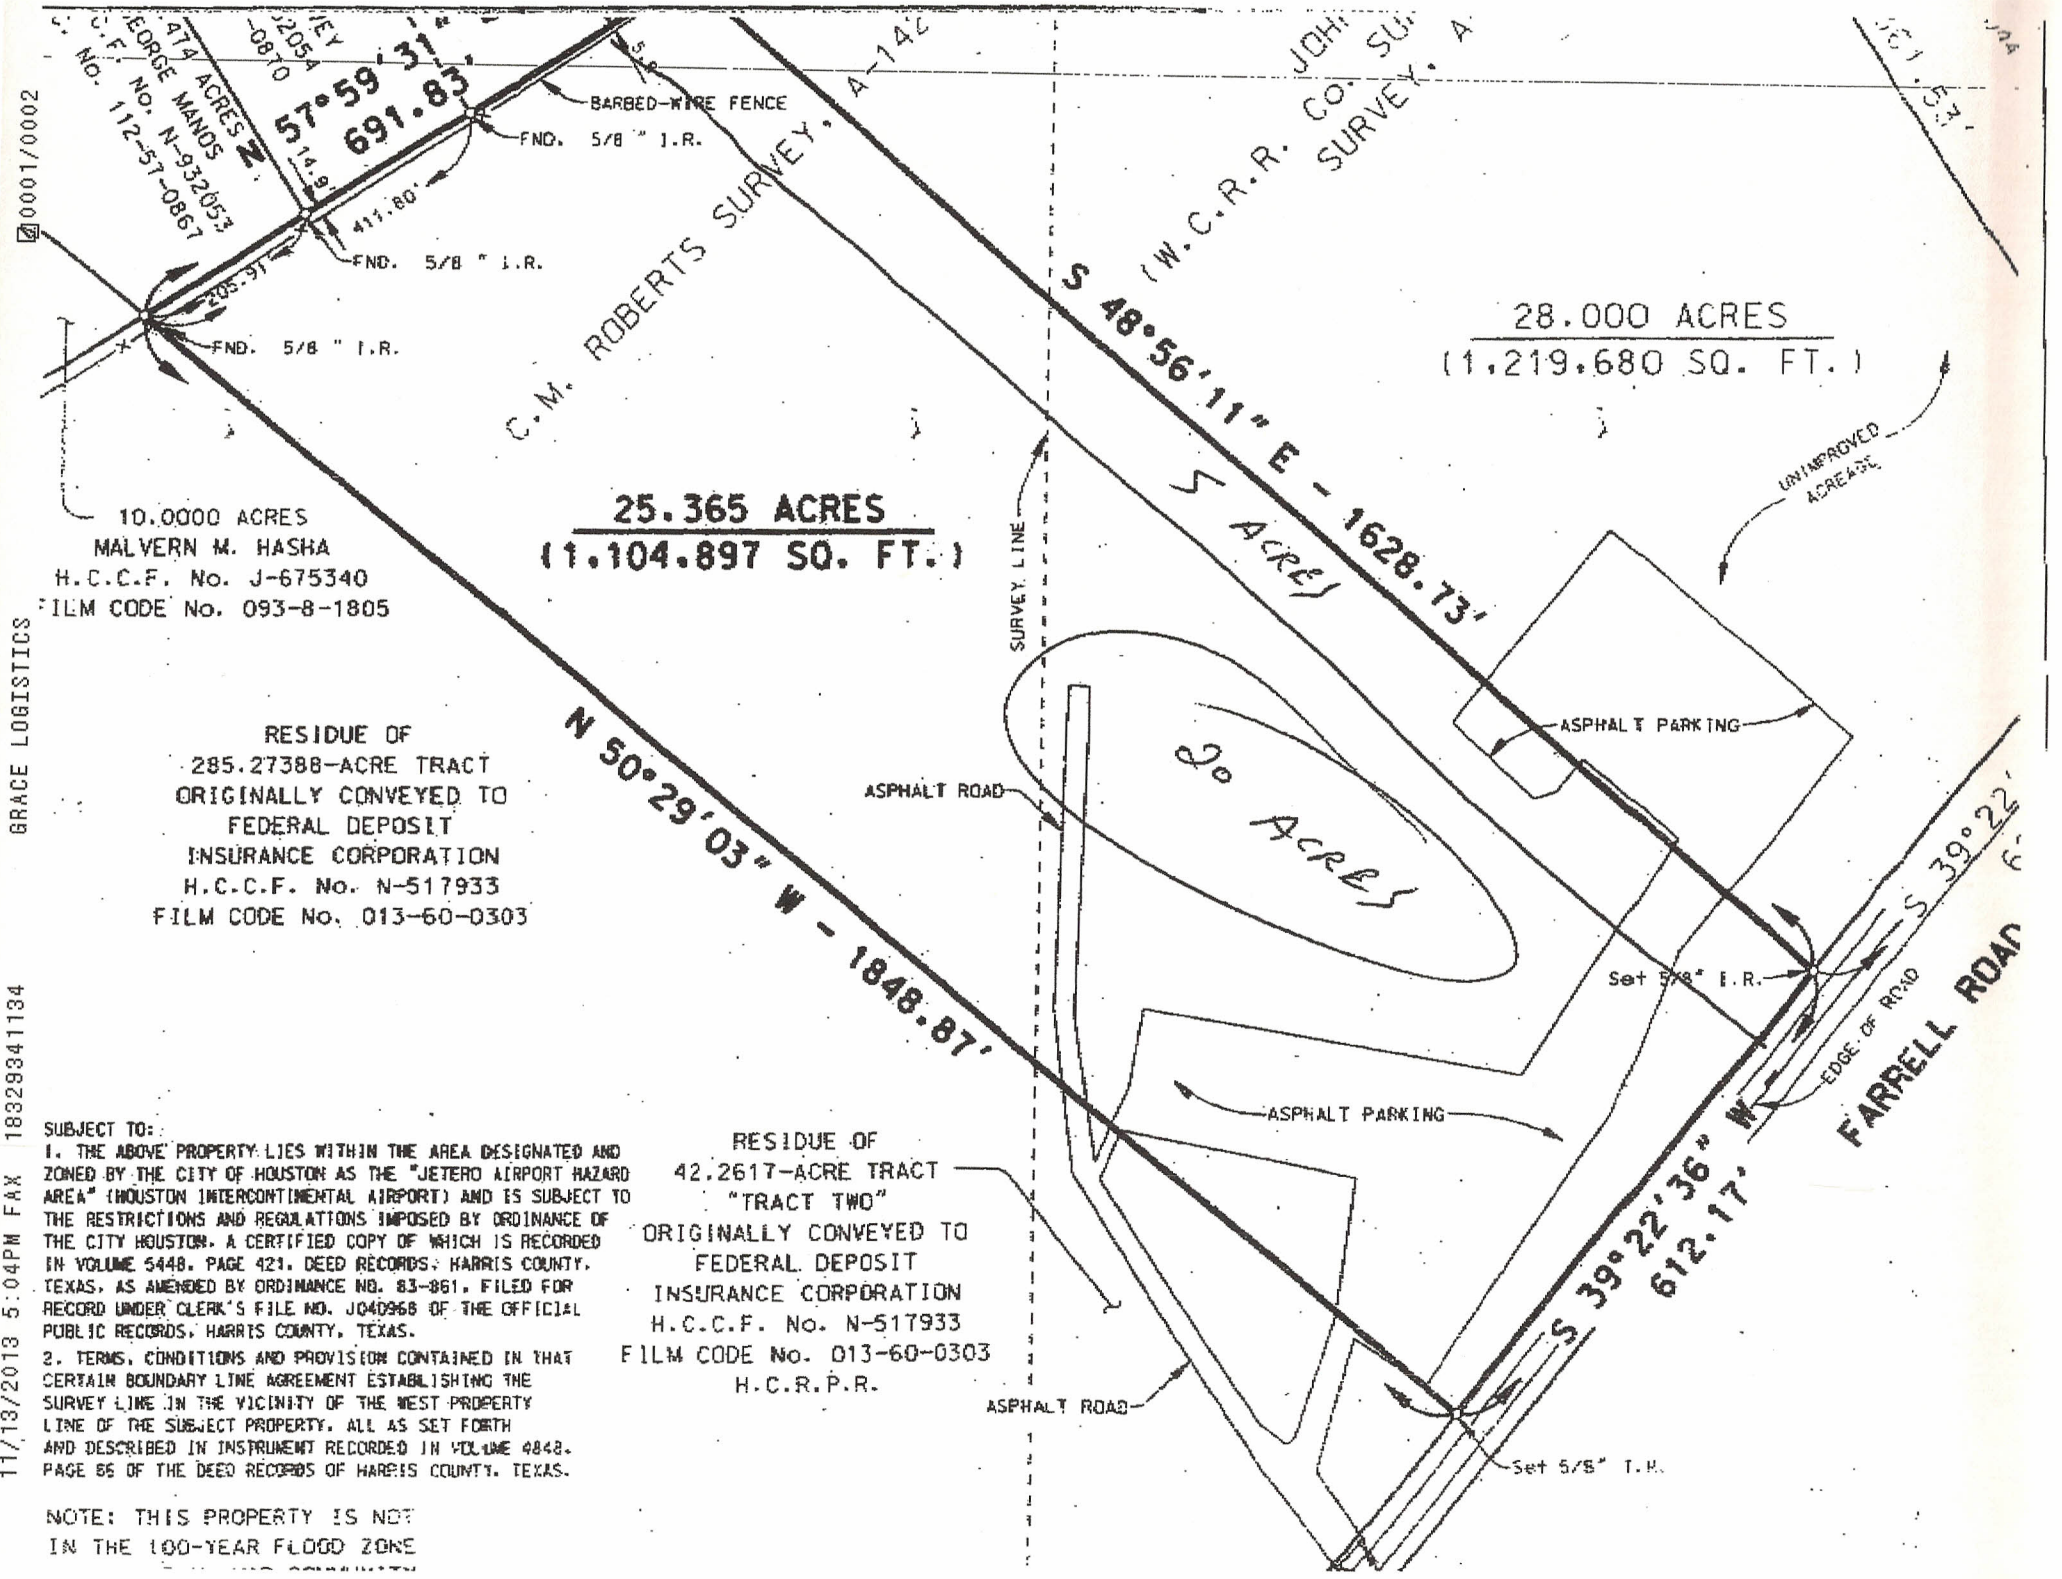 474 ACRES
GEORGE MANOS
C.F. No. N-932053
No. 112-57-0867
-0870
N
57°59'31"
691.83'
14.9'
BARBED-WIRE FENCE
FND. 5/8 " I.R.
411.80'
FND. 5/8 " I.R.
205.91'
FND. 5/8 " I.R.
C.M. ROBERTS SURVEY, A-142
(W.C.R.R. Co. SURVEY, A
S 48°56'11" E - 1628.73'
28.000 ACRES
(1,219,680 SQ. FT.)
UNIMPROVED
ACREAGE
25.365 ACRES
(1,104,897 SQ. FT.)
SURVEY LINE
5 ACRES
20 ACRES
10.0000 ACRES
MALVERN M. HASHA
H.C.C.F. No. J-675340
FILM CODE No. 093-8-1805
RESIDUE OF
285.27388-ACRE TRACT
ORIGINALLY CONVEYED TO
FEDERAL DEPOSIT
INSURANCE CORPORATION
H.C.C.F. No. N-517933
FILM CODE No. 013-60-0303
N 50°29'03" W - 1848.87'
ASPHALT ROAD
ASPHALT PARKING
Set 5/8" I.R.
EDGE OF ROAD
FARRELL ROAD
S 39°22'
S 39°22'36" W
612.17'
ASPHALT PARKING
RESIDUE OF
42.2617-ACRE TRACT
"TRACT TWO"
ORIGINALLY CONVEYED TO
FEDERAL DEPOSIT
INSURANCE CORPORATION
H.C.C.F. No. N-517933
FILM CODE No. 013-60-0303
H.C.R.P.R.
ASPHALT ROAD
Set 5/8" I.R.
SUBJECT TO:
1. THE ABOVE PROPERTY LIES WITHIN THE AREA DESIGNATED AND
ZONED BY THE CITY OF HOUSTON AS THE "JETERO AIRPORT HAZARD
AREA" (HOUSTON INTERCONTINENTAL AIRPORT) AND IS SUBJECT TO
THE RESTRICTIONS AND REGULATIONS IMPOSED BY ORDINANCE OF
THE CITY HOUSTON, A CERTIFIED COPY OF WHICH IS RECORDED
IN VOLUME 5448, PAGE 421, DEED RECORDS, HARRIS COUNTY,
TEXAS, AS AMENDED BY ORDINANCE NO. 83-861, FILED FOR
RECORD UNDER CLERK'S FILE NO. J040968 OF THE OFFICIAL
PUBLIC RECORDS, HARRIS COUNTY, TEXAS.
2. TERMS, CONDITIONS AND PROVISION CONTAINED IN THAT
CERTAIN BOUNDARY LINE AGREEMENT ESTABLISHING THE
SURVEY LINE IN THE VICINITY OF THE WEST PROPERTY
LINE OF THE SUBJECT PROPERTY, ALL AS SET FORTH
AND DESCRIBED IN INSTRUMENT RECORDED IN VOLUME 4848,
PAGE 66 OF THE DEED RECORDS OF HARRIS COUNTY, TEXAS.
NOTE: THIS PROPERTY IS NOT
IN THE 100-YEAR FLOOD ZONE
11/13/2013 5:04PM FAX 18329341134 GRACE LOGISTICS 0001/0002